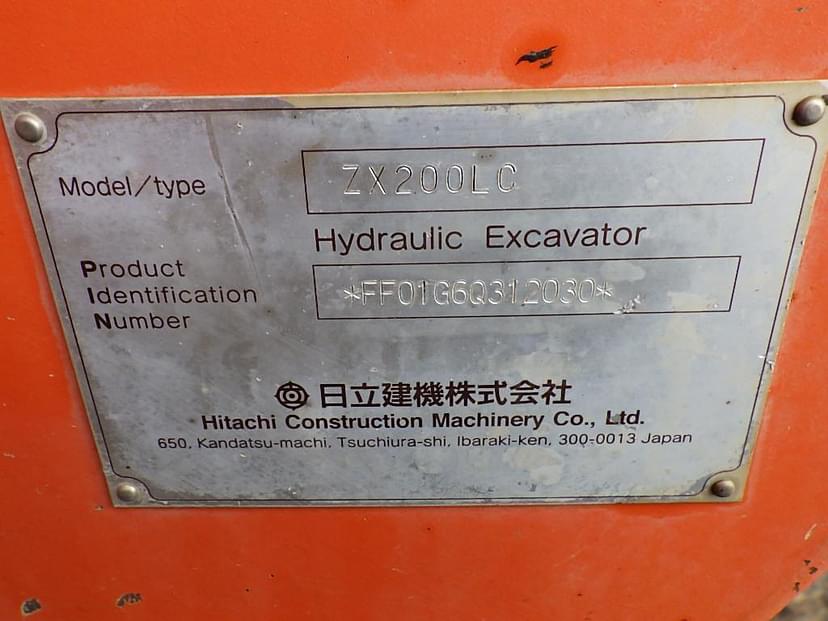 Model/type ZX200LC
Hydraulic Excavator
Product
Identification *FF01G6Q312030*
Number
日立建機株式会社
Hitachi Construction Machinery Co., Ltd.
650, Kandatsu-machi, Tsuchiura-shi, Ibaraki-ken, 300-0013 Japan